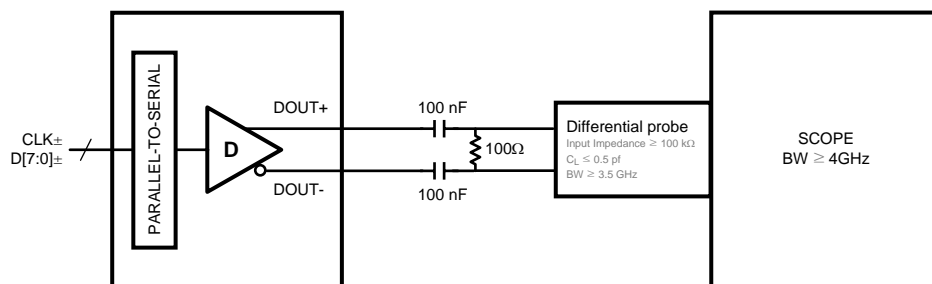 CLK±
D[7:0]±
PARALLEL-TO-SERIAL
D
DOUT+
DOUT-
100 nF
100Ω
100 nF
Differential probe
Input Impedance ≥ 100 kΩ
CL ≤ 0.5 pf
BW ≥ 3.5 GHz
SCOPE
BW ≥ 4GHz